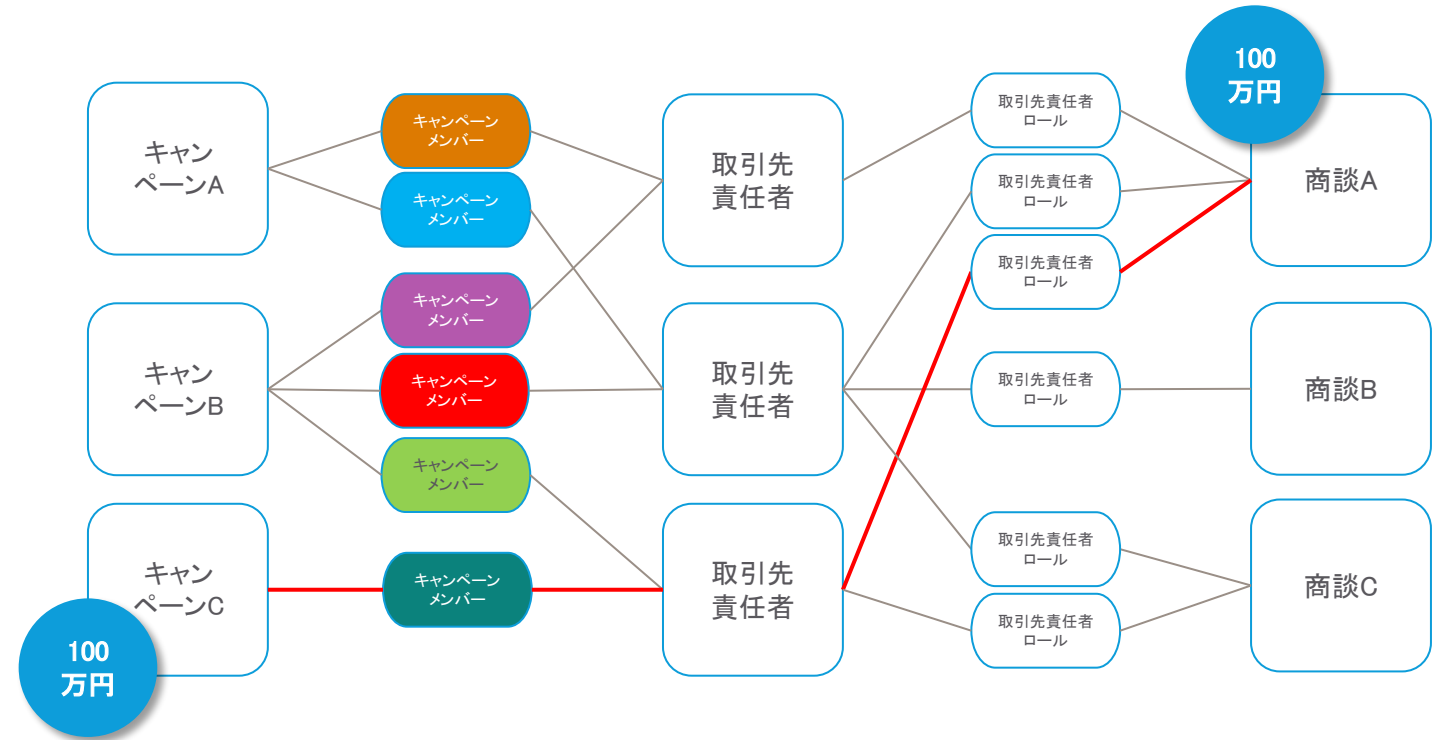 キャン
ペーンA
キャン
ペーンB
キャン
ペーンC
100
万円
キャンペーン
メンバー
キャンペーン
メンバー
キャンペーン
メンバー
キャンペーン
メンバー
キャンペーン
メンバー
キャンペーン
メンバー
取引先
責任者
取引先
責任者
取引先
責任者
取引先責任者
ロール
取引先責任者
ロール
取引先責任者
ロール
取引先責任者
ロール
取引先責任者
ロール
取引先責任者
ロール
100
万円
商談A
商談B
商談C